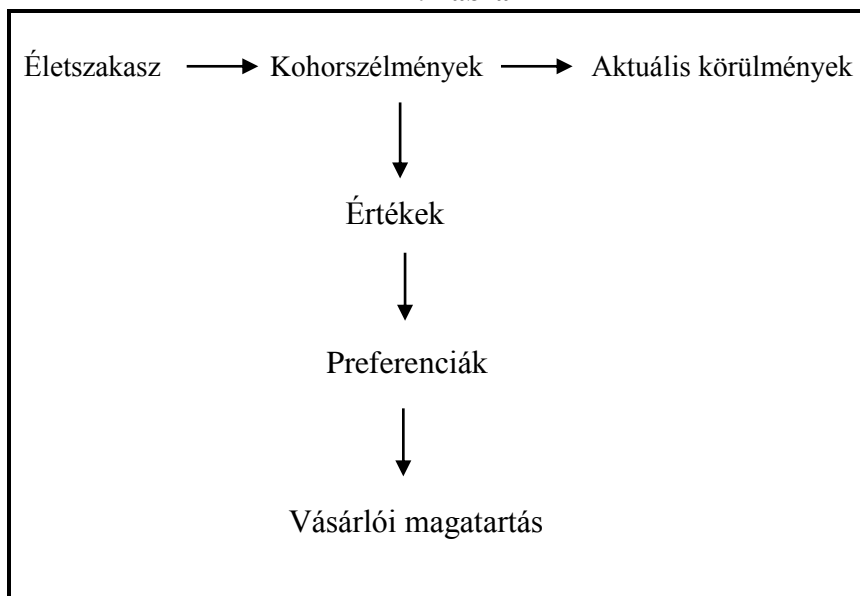 Életszakasz Kohorszélmények Aktuális körülmények
Értékek
Preferenciák
Vásárlói magatartás